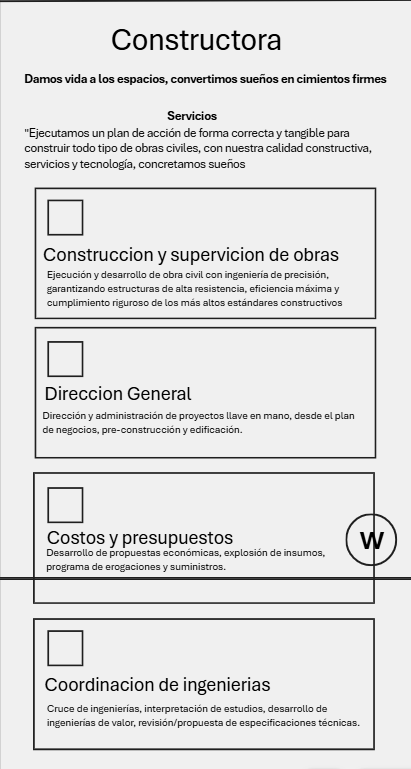 Constructora
Damos vida a los espacios, convertimos sueños en cimientos firmes
Servicios
"Ejecutamos un plan de acción de forma correcta y tangible para
construir todo tipo de obras civiles, con nuestra calidad constructiva,
servicios y tecnología, concretamos sueños
Construccion y supervicion de obras
Ejecución y desarrollo de obra civil con ingeniería de precisión,
garantizando estructuras de alta resistencia, eficiencia máxima y
cumplimiento riguroso de los más altos estándares constructivos
Direccion General
Dirección y administración de proyectos llave en mano, desde el plan
de negocios, pre-construcción y edificación.
Costos y presupuestos
Desarrollo de propuestas económicas, explosión de insumos,
programa de erogaciones y suministros.
W
Coordinacion de ingenierias
Cruce de ingenierías, interpretación de estudios, desarrollo de
ingenierías de valor, revisión/propuesta de especificaciones técnicas.